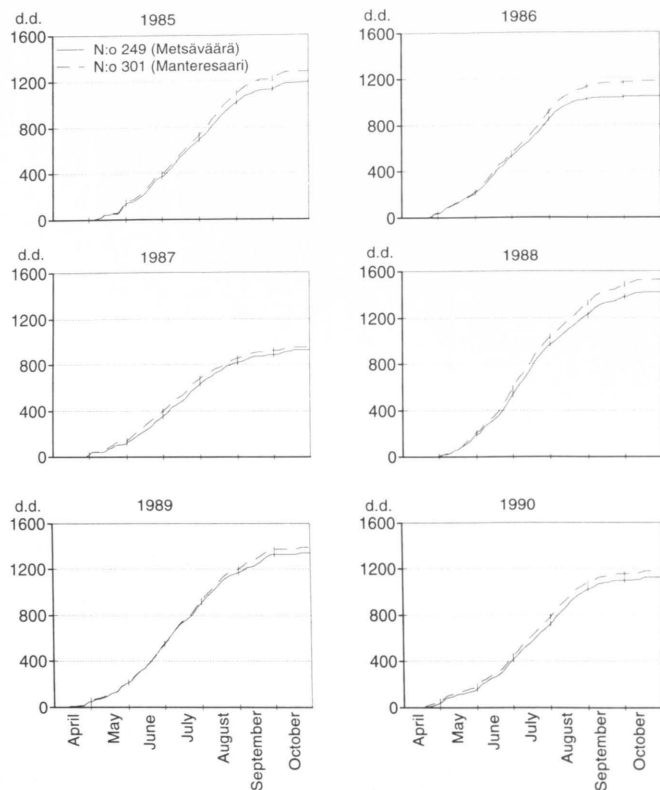 d.d. 1985
1600
1200
800
400
0
N:o 249 (Metsäväärä)
N:o 301 (Manteresaari)
d.d. 1986
1600
1200
800
400
0
d.d. 1987
1600
1200
800
400
0
d.d. 1988
1600
1200
800
400
0
d.d. 1989
1600
1200
800
400
0
April
May
June
July
August
September
October
d.d. 1990
1600
1200
800
400
0
April
May
June
July
August
September
October